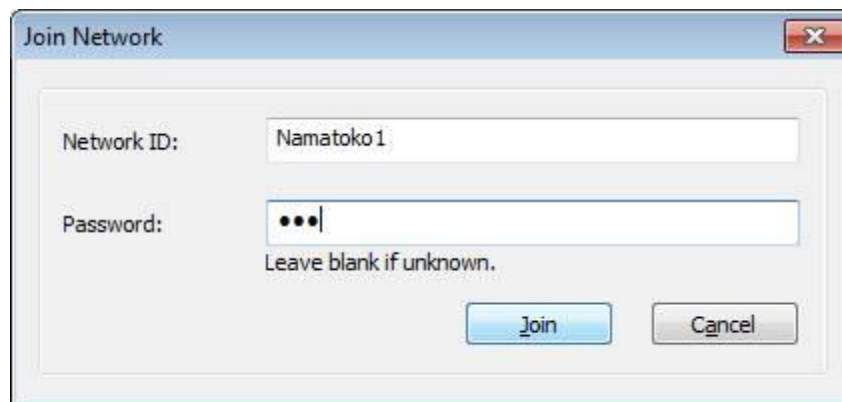 Join Network
Network ID: Namatoko1
Password: •••
Leave blank if unknown.
Join Cancel